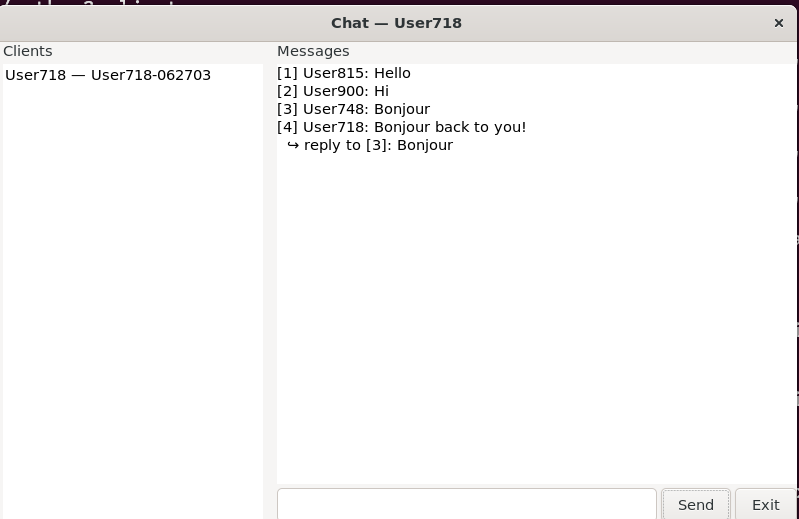 Chat — User718
×
Clients
Messages
User718 — User718-062703
[1] User815: Hello
[2] User900: Hi
[3] User748: Bonjour
[4] User718: Bonjour back to you!
↪ reply to [3]: Bonjour
Send
Exit